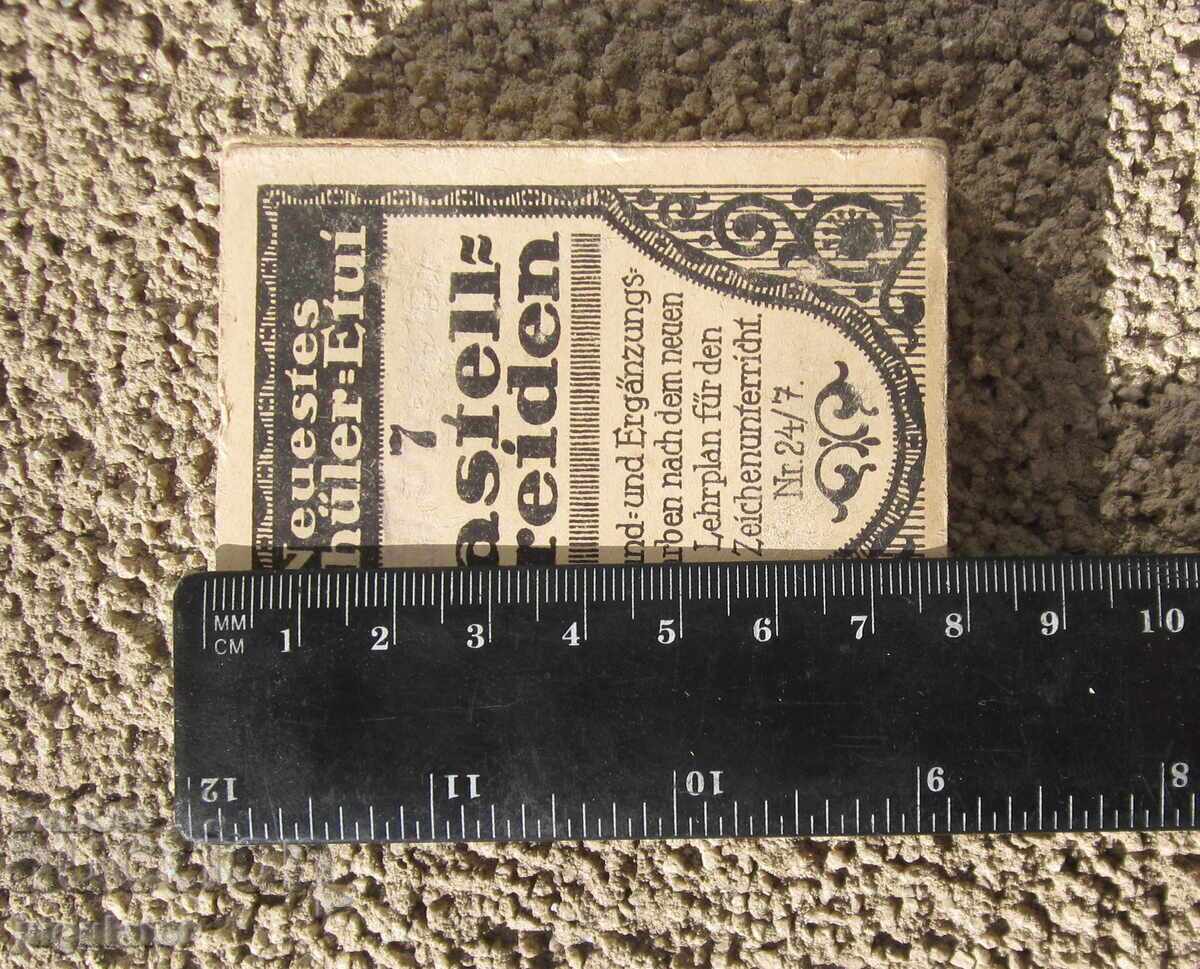 euestes
hüler=Etui
7
astell=
reiden
und=und Ergänzungs=
rben nach dem neuen
Lehrplan für den
Zeichenunterricht.
Nr. 24/7.
MM
CM
1 2 3 4 5 6 7 8 9 10
12 11 10 9 8